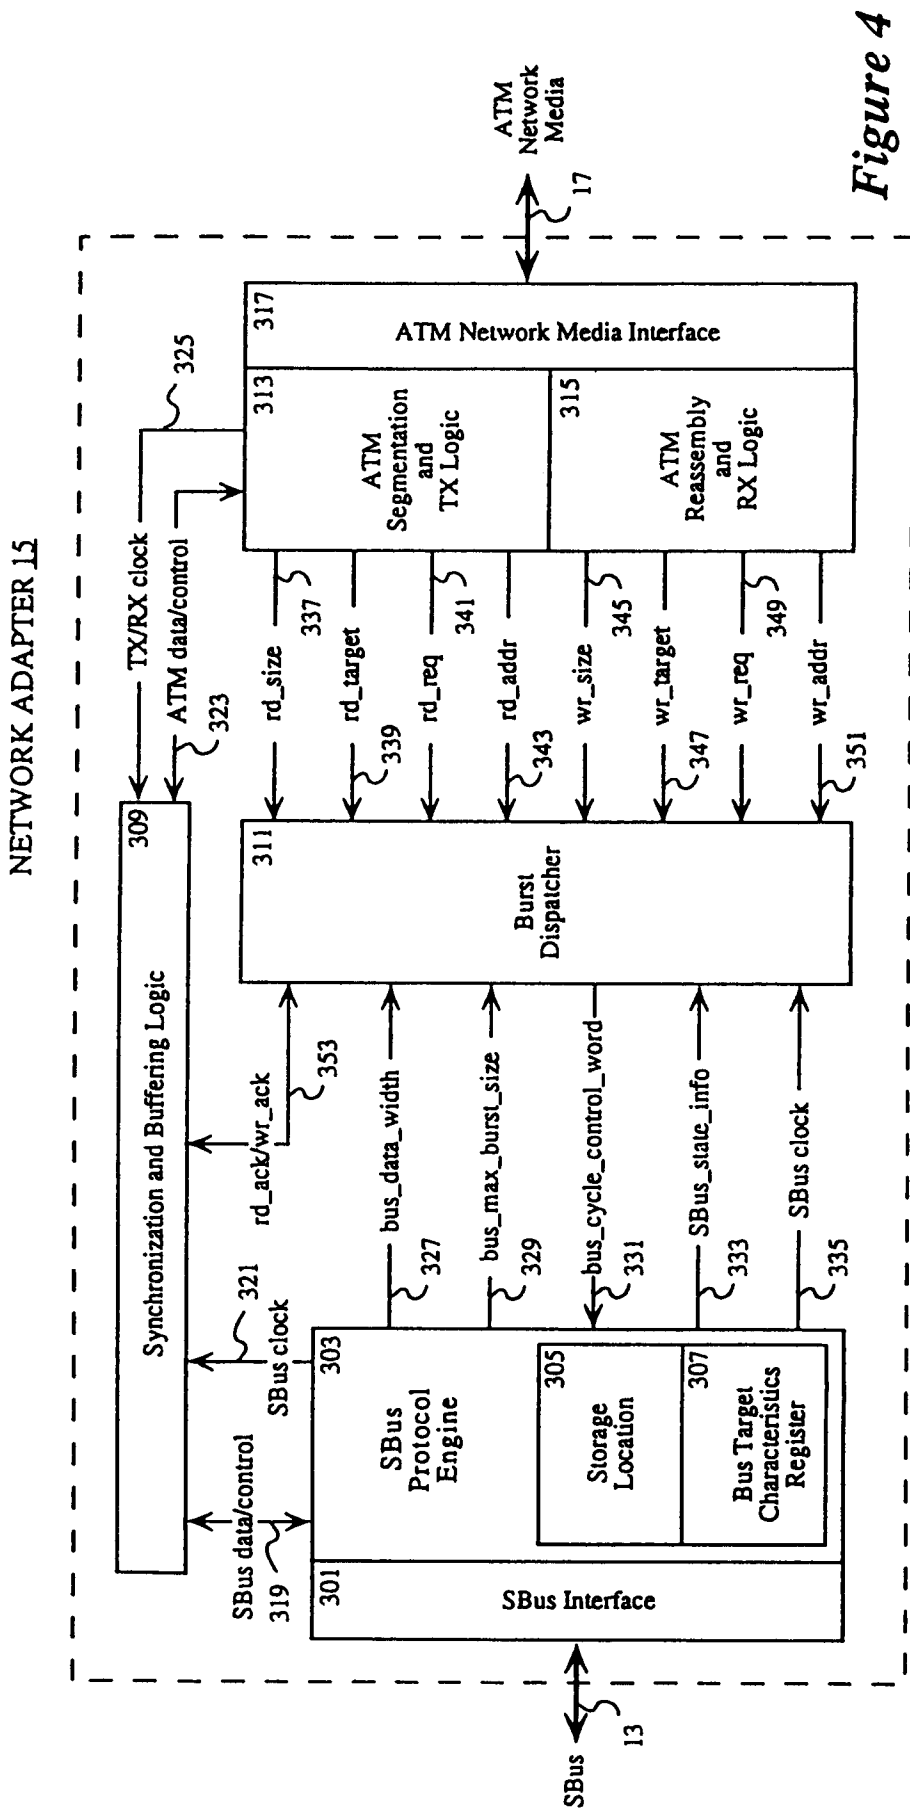 NETWORK ADAPTER 15
Synchronization and Buffering Logic
309
SBus data/control
319
SBus clock
321
rd_ack/wr_ack
353
TX/RX clock
325
ATM data/control
323
SBus
13
301
SBus Interface
303
SBus
Protocol
Engine
305
Storage
Location
307
Bus Target
Characteristics
Register
bus_data_width
327
bus_max_burst_size
329
bus_cycle_control_word
331
SBus_state_info
333
SBus clock
335
311
Burst
Dispatcher
rd_size
337
rd_target
339
rd_req
341
rd_addr
343
wr_size
345
wr_target
347
wr_req
349
wr_addr
351
313
ATM
Segmentation
and
TX Logic
315
ATM
Reassembly
and
RX Logic
317
ATM Network Media Interface
ATM
Network
Media
17
Figure 4